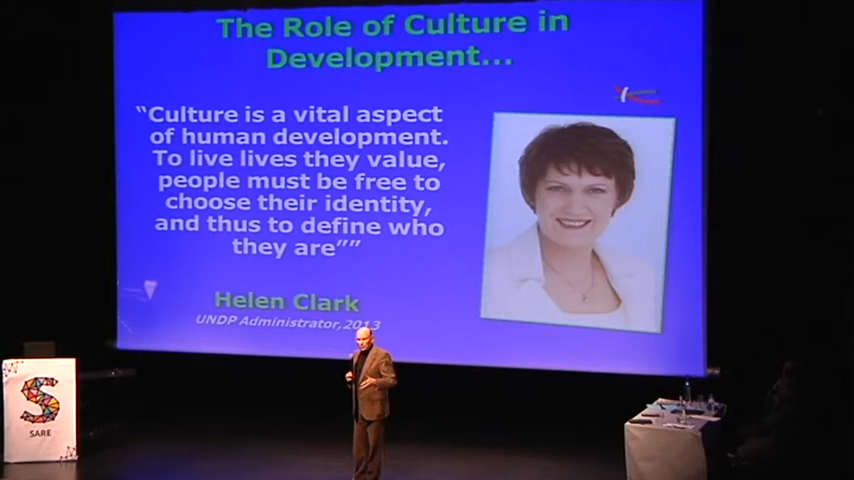 The Role of Culture in
Development...
“Culture is a vital aspect
of human development.
To live lives they value,
people must be free to
choose their identity,
and thus to define who
they are””
Helen Clark
UNDP Administrator, 2013
S
SARE